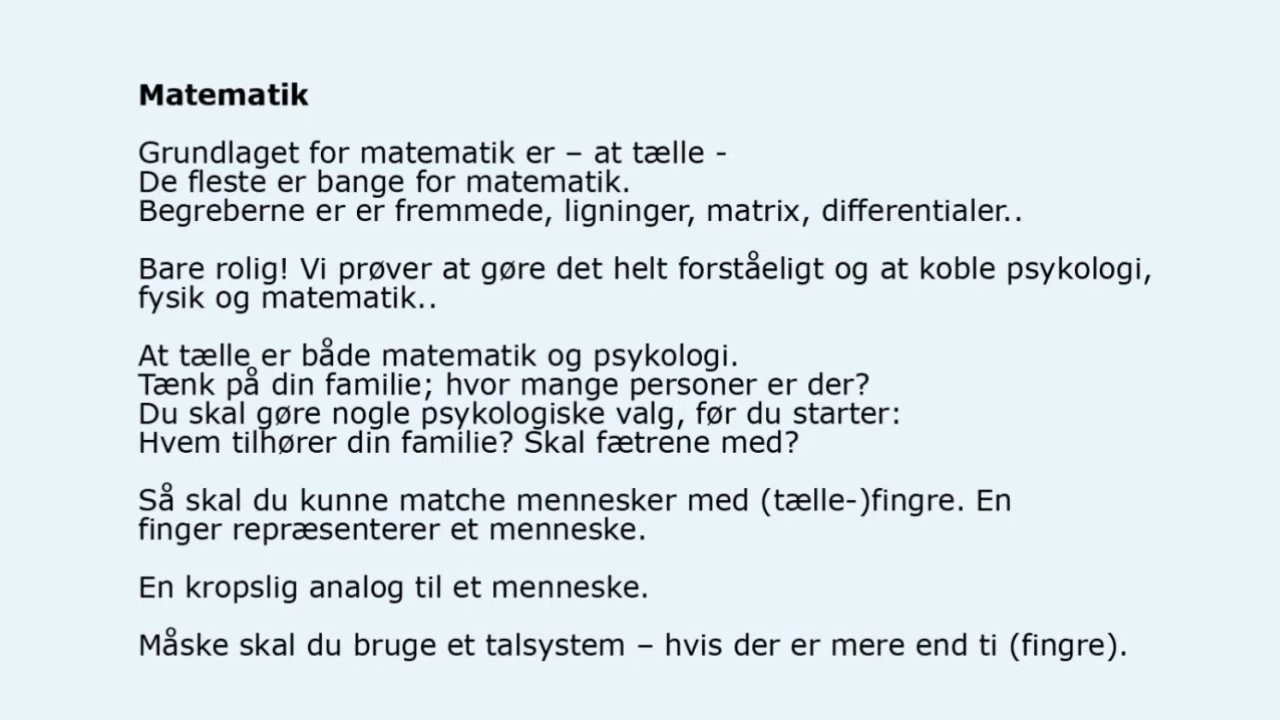 Matematik
Grundlaget for matematik er – at tælle -
De fleste er bange for matematik.
Begreberne er er fremmede, ligninger, matrix, differentialer..
Bare rolig! Vi prøver at gøre det helt forståeligt og at koble psykologi,
fysik og matematik..
At tælle er både matematik og psykologi.
Tænk på din familie; hvor mange personer er der?
Du skal gøre nogle psykologiske valg, før du starter:
Hvem tilhører din familie? Skal fætrene med?
Så skal du kunne matche mennesker med (tælle-)fingre. En
finger repræsenterer et menneske.
En kropslig analog til et menneske.
Måske skal du bruge et talsystem – hvis der er mere end ti (fingre).